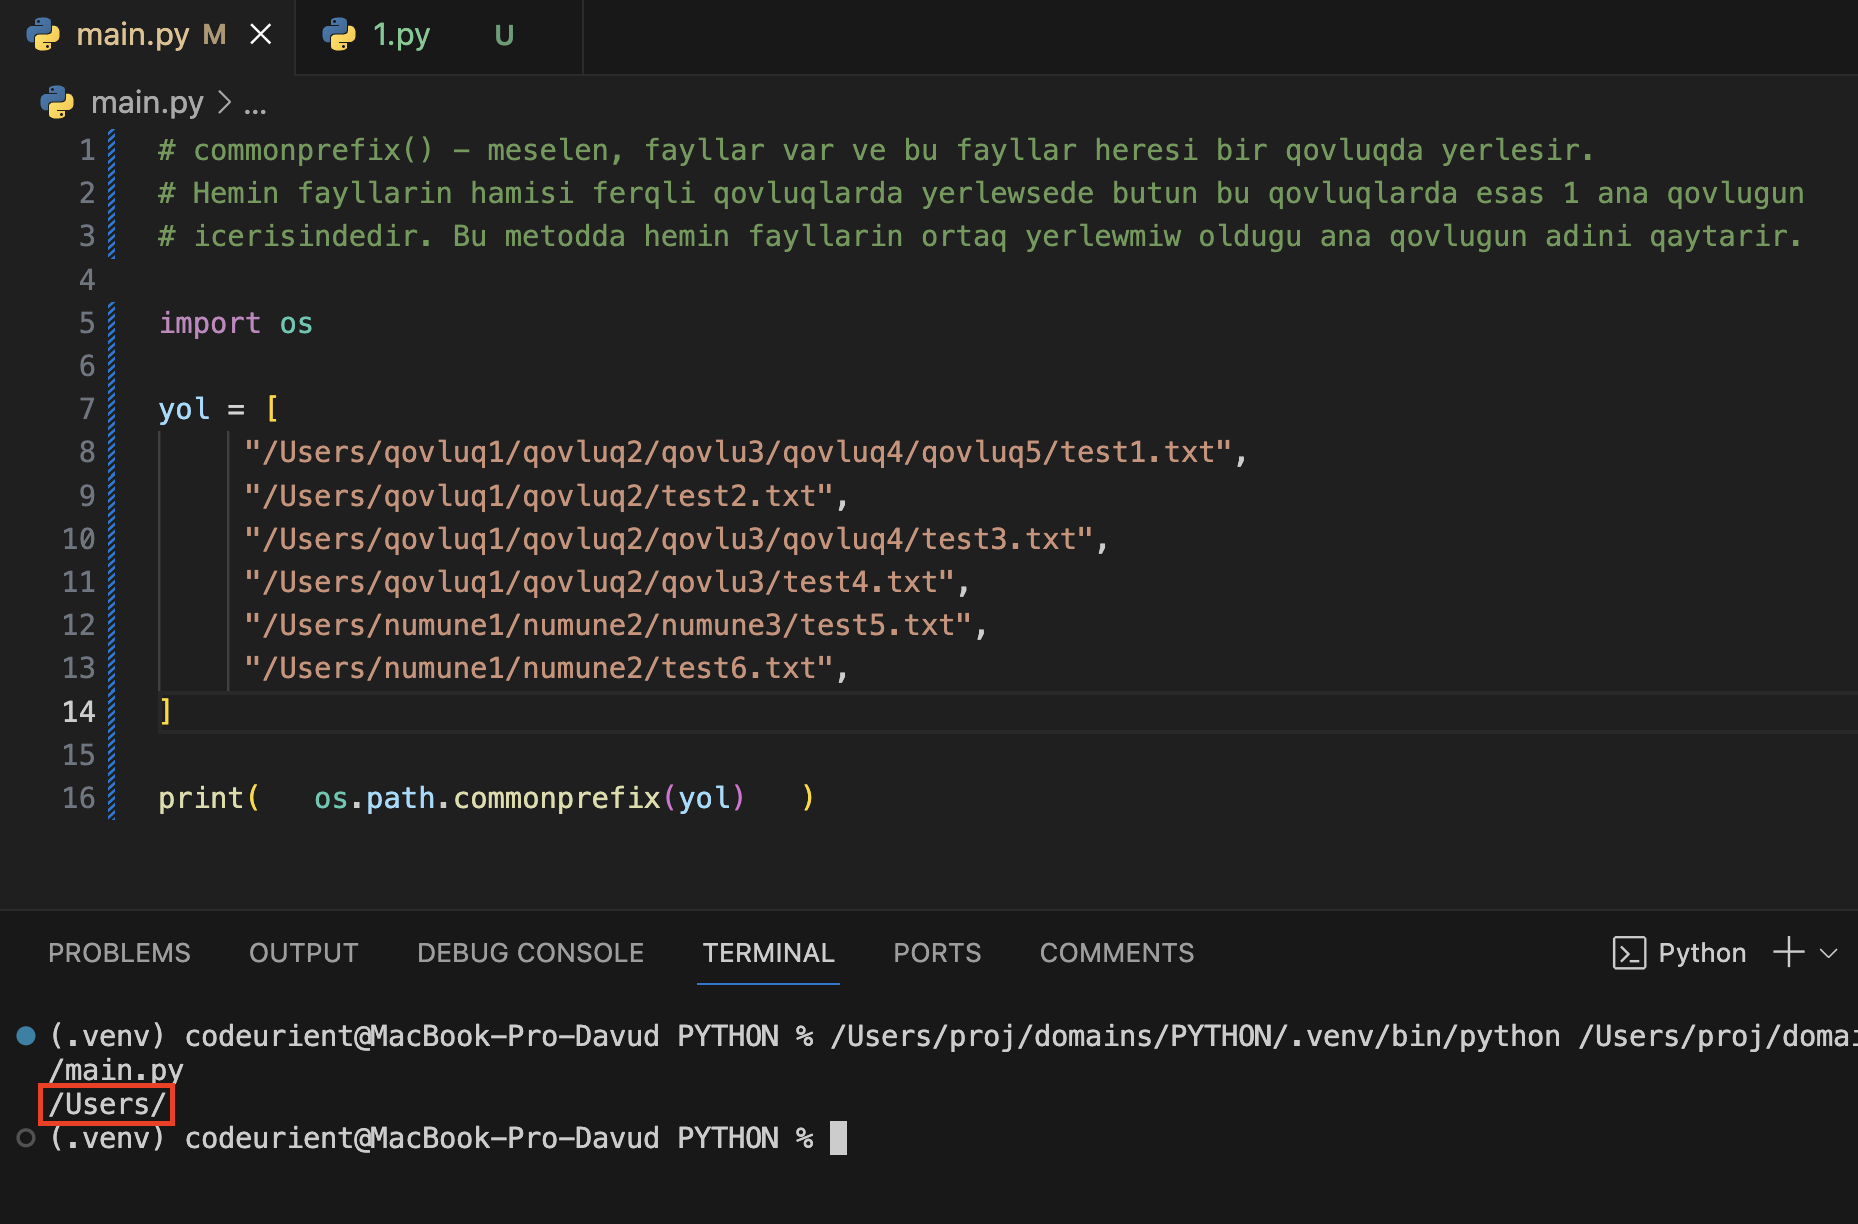 main.py M
1.py U
main.py > ...
1 # commonprefix() - meselen, fayllar var ve bu fayllar heresi bir qovluqda yerlesir.
2 # Hemin fayllarin hamisi ferqli qovluqlarda yerlewsede butun bu qovluqlarda esas 1 ana qovlugun
3 # icerisindedir. Bu metodda hemin fayllarin ortaq yerlewmiw oldugu ana qovlugun adini qaytarir.
4
5 import os
6
7 yol = [
8 "/Users/qovluq1/qovluq2/qovlu3/qovluq4/qovluq5/test1.txt",
9 "/Users/qovluq1/qovluq2/test2.txt",
10 "/Users/qovluq1/qovluq2/qovlu3/qovluq4/test3.txt",
11 "/Users/qovluq1/qovluq2/qovlu3/test4.txt",
12 "/Users/numune1/numune2/numune3/test5.txt",
13 "/Users/numune1/numune2/test6.txt",
14 ]
15
16 print(   os.path.commonprefix(yol)   )
PROBLEMS OUTPUT DEBUG CONSOLE TERMINAL PORTS COMMENTS Python
(.venv) codeurient@MacBook-Pro-Davud PYTHON % /Users/proj/domains/PYTHON/.venv/bin/python /Users/proj/domai
/main.py
/Users/
(.venv) codeurient@MacBook-Pro-Davud PYTHON %